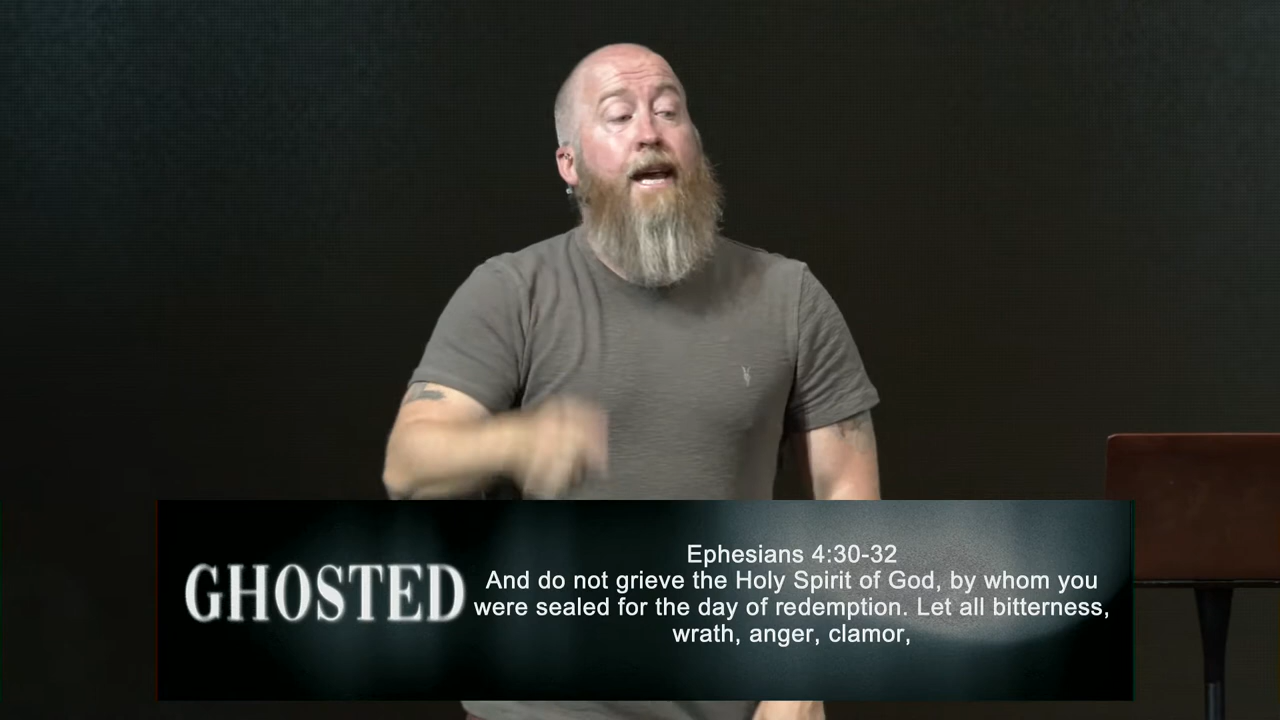 GHOSTED
Ephesians 4:30-32
And do not grieve the Holy Spirit of God, by whom you
were sealed for the day of redemption. Let all bitterness,
wrath, anger, clamor,